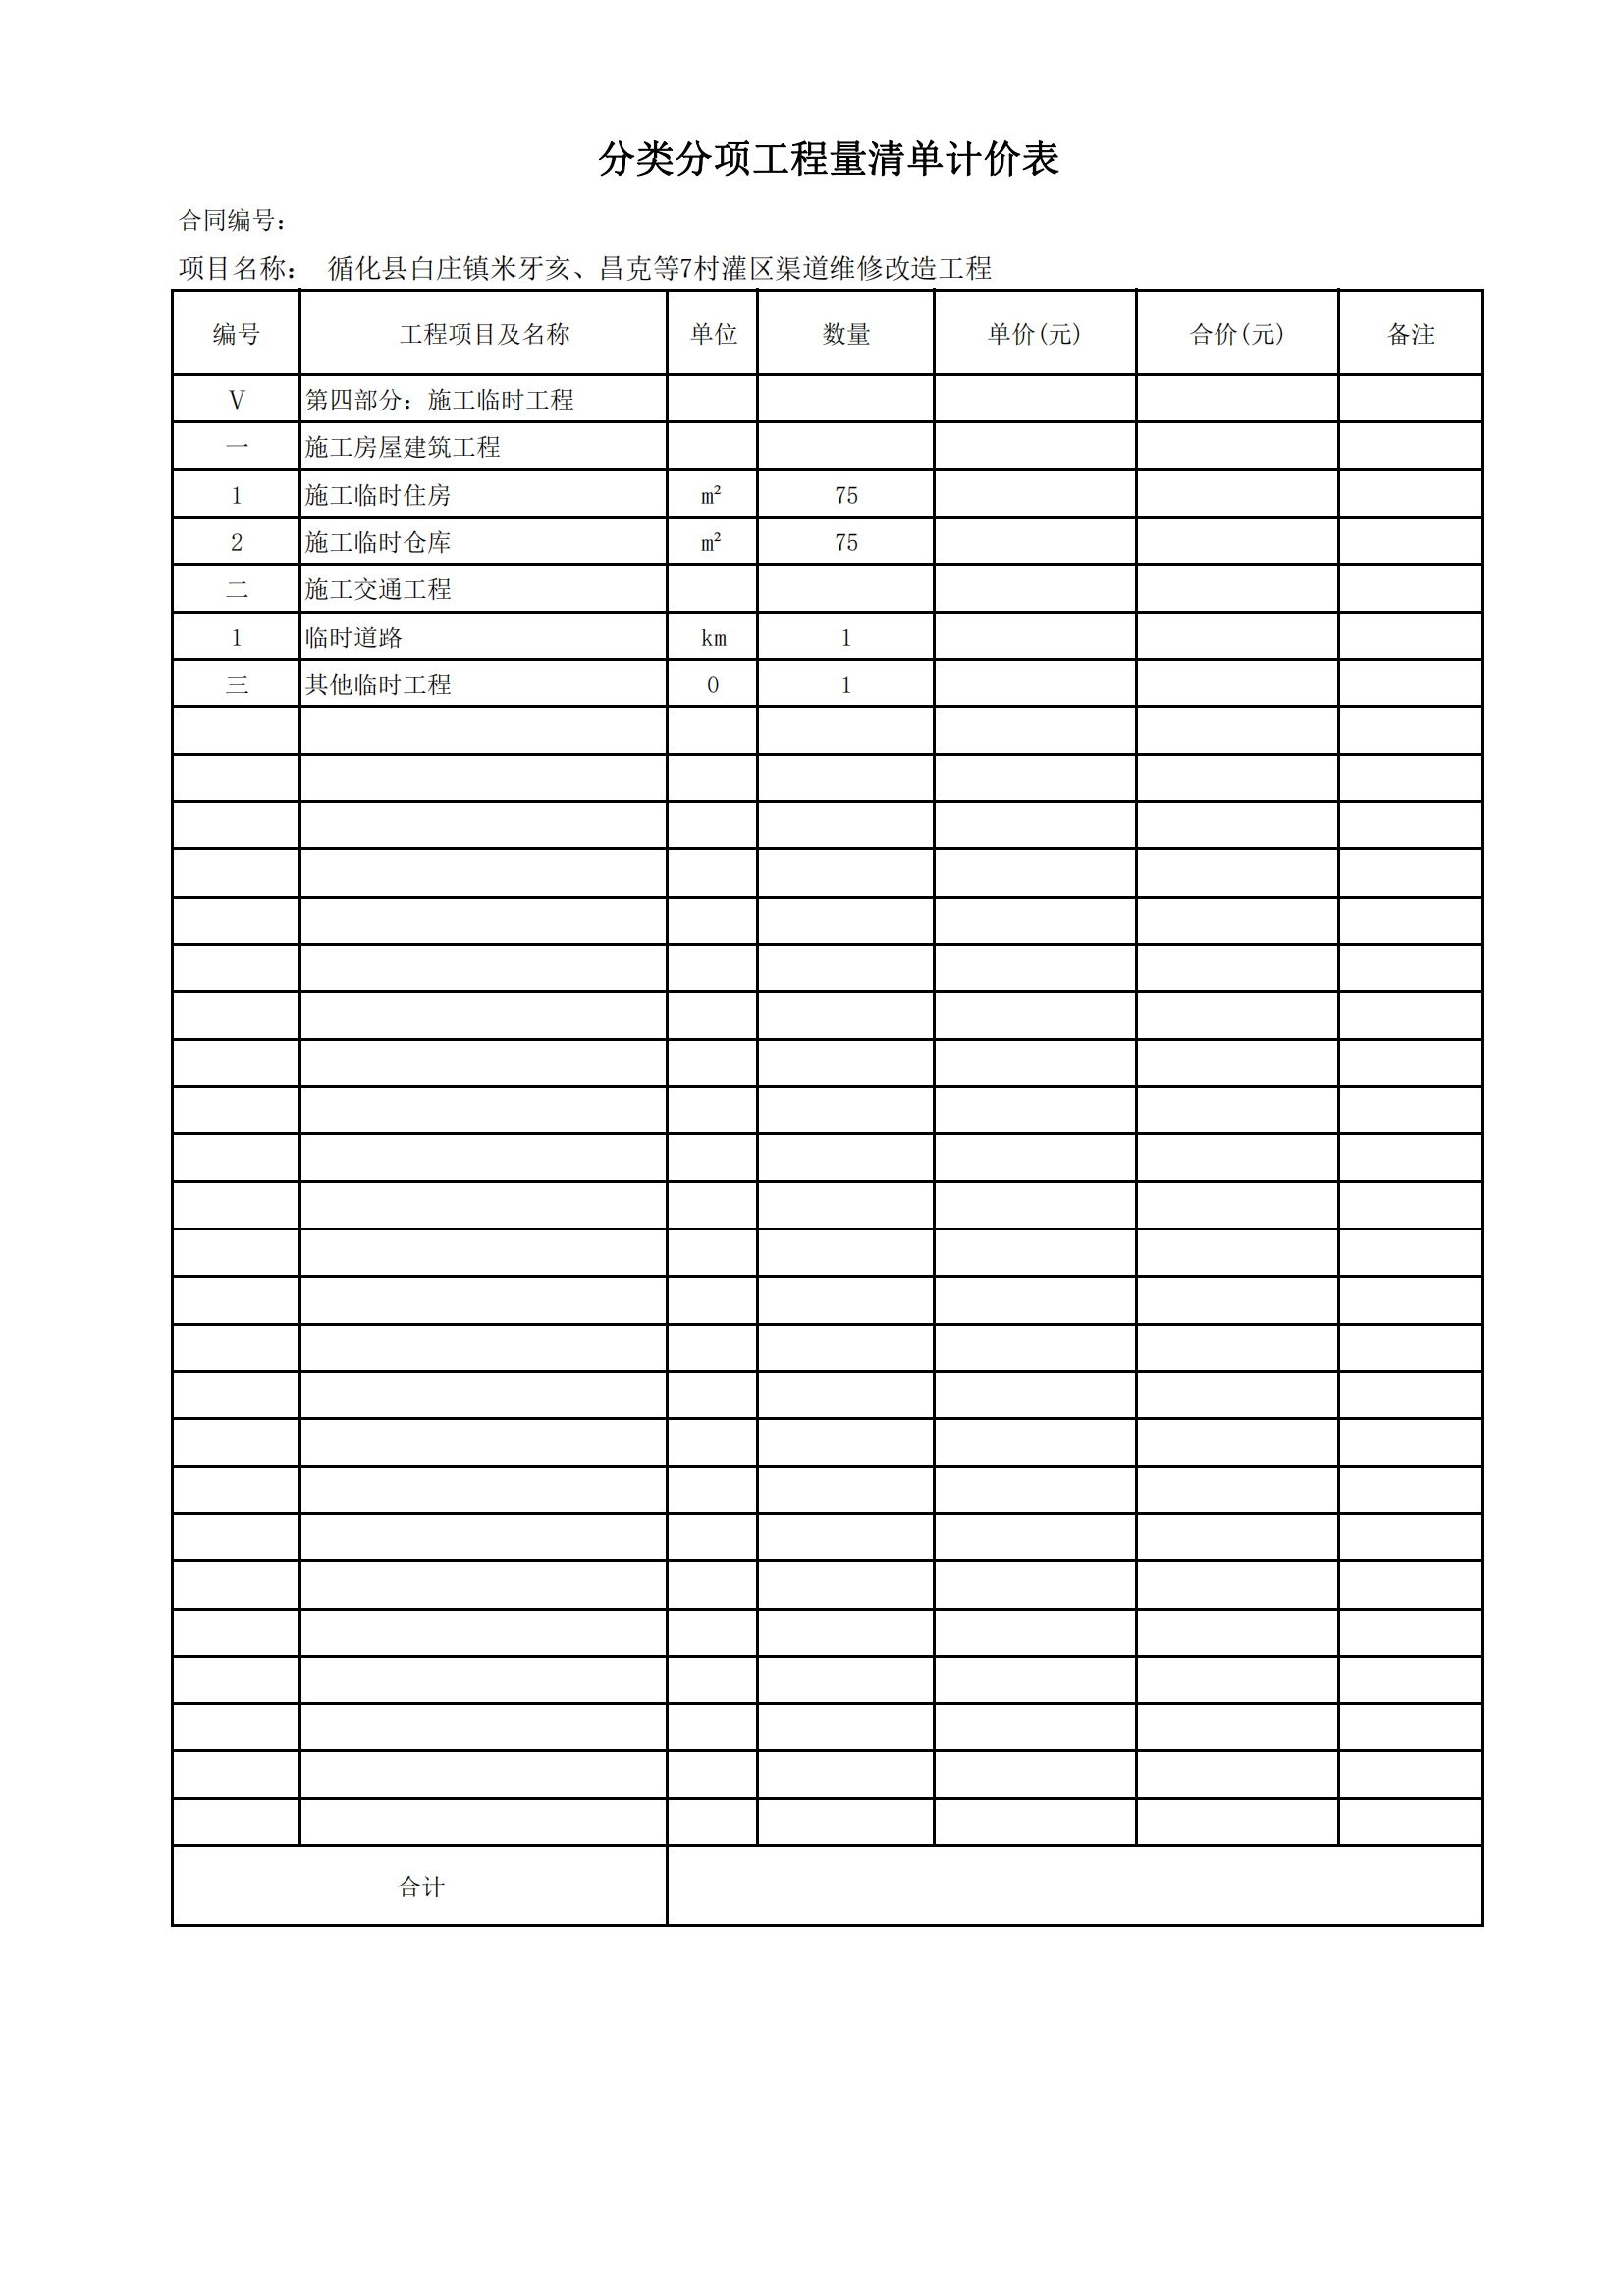 分类分项工程量清单计价表
合同编号：
项目名称： 循化县白庄镇米牙亥、昌克等7村灌区渠道维修改造工程
编号 工程项目及名称 单位 数量 单价(元) 合价(元) 备注
V 第四部分：施工临时工程
一 施工房屋建筑工程
1 施工临时住房 m² 75
2 施工临时仓库 m² 75
二 施工交通工程
1 临时道路 km 1
三 其他临时工程 0 1
合计